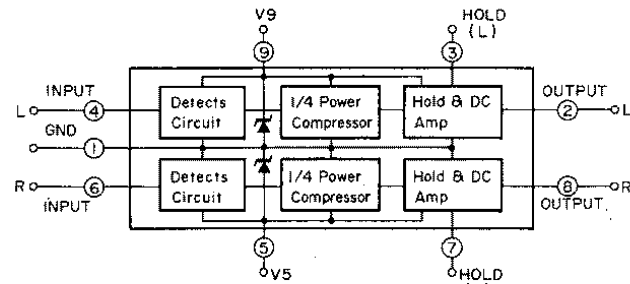 V9
HOLD
(L)
9
3
INPUT
OUTPUT
L
4
Detects
Circuit
1/4 Power
Compressor
Hold & DC
Amp
2
L
GND
1
R
6
Detects
Circuit
1/4 Power
Compressor
Hold & DC
Amp
8
R
INPUT
OUTPUT
5
7
V5
HOLD